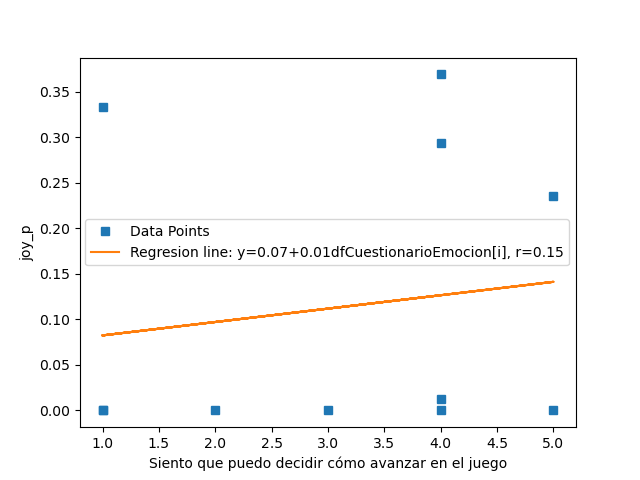 0.35
0.30
0.25
0.20
0.15
0.10
0.05
0.00
joy_p
Data Points
Regresion line: y=0.07+0.01dfCuestionarioEmocion[i], r=0.15
1.0 1.5 2.0 2.5 3.0 3.5 4.0 4.5 5.0
Siento que puedo decidir cómo avanzar en el juego